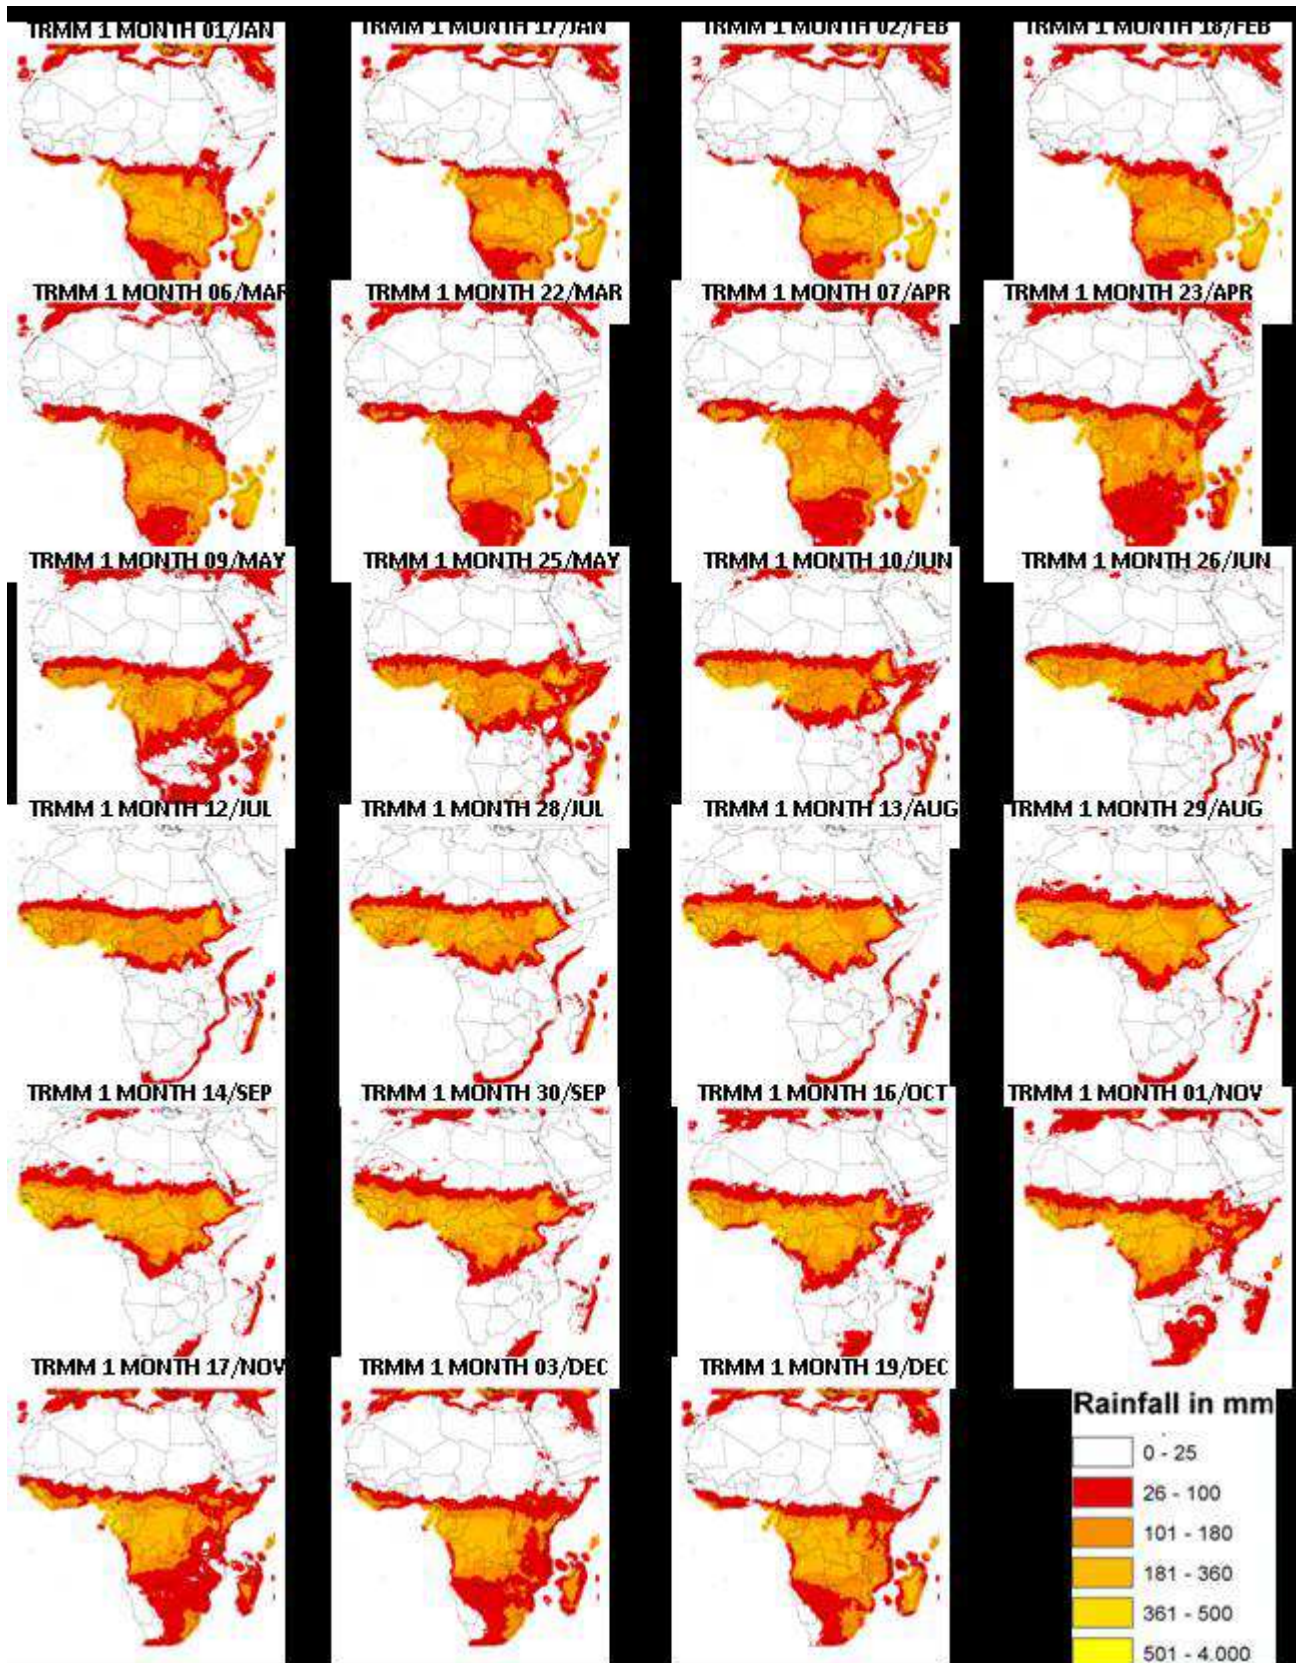 TRMM 1 MONTH 01/JAN
TRMM 1 MONTH 17/JAN
TRMM 1 MONTH 02/FEB
TRMM 1 MONTH 18/FEB
TRMM 1 MONTH 06/MAR
TRMM 1 MONTH 22/MAR
TRMM 1 MONTH 07/APR
TRMM 1 MONTH 23/APR
TRMM 1 MONTH 09/MAY
TRMM 1 MONTH 25/MAY
TRMM 1 MONTH 10/JUN
TRMM 1 MONTH 26/JUN
TRMM 1 MONTH 12/JUL
TRMM 1 MONTH 28/JUL
TRMM 1 MONTH 13/AUG
TRMM 1 MONTH 29/AUG
TRMM 1 MONTH 14/SEP
TRMM 1 MONTH 30/SEP
TRMM 1 MONTH 16/OCT
TRMM 1 MONTH 01/NOV
TRMM 1 MONTH 17/NOV
TRMM 1 MONTH 03/DEC
TRMM 1 MONTH 19/DEC
Rainfall in mm
0 - 25
26 - 100
101 - 180
181 - 360
361 - 500
501 - 4.000